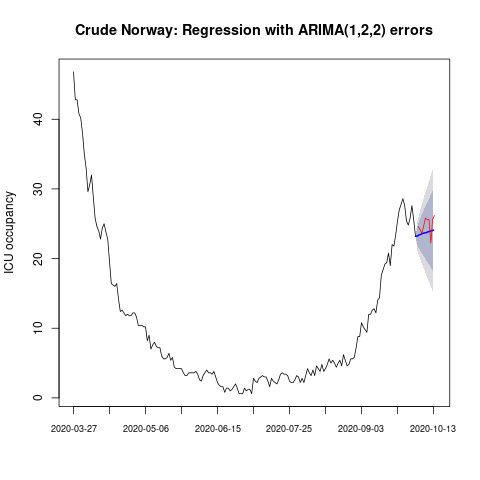 Crude Norway: Regression with ARIMA(1,2,2) errors
ICU occupancy
40
30
20
10
0
2020-03-27 2020-05-06 2020-06-15 2020-07-25 2020-09-03 2020-10-13